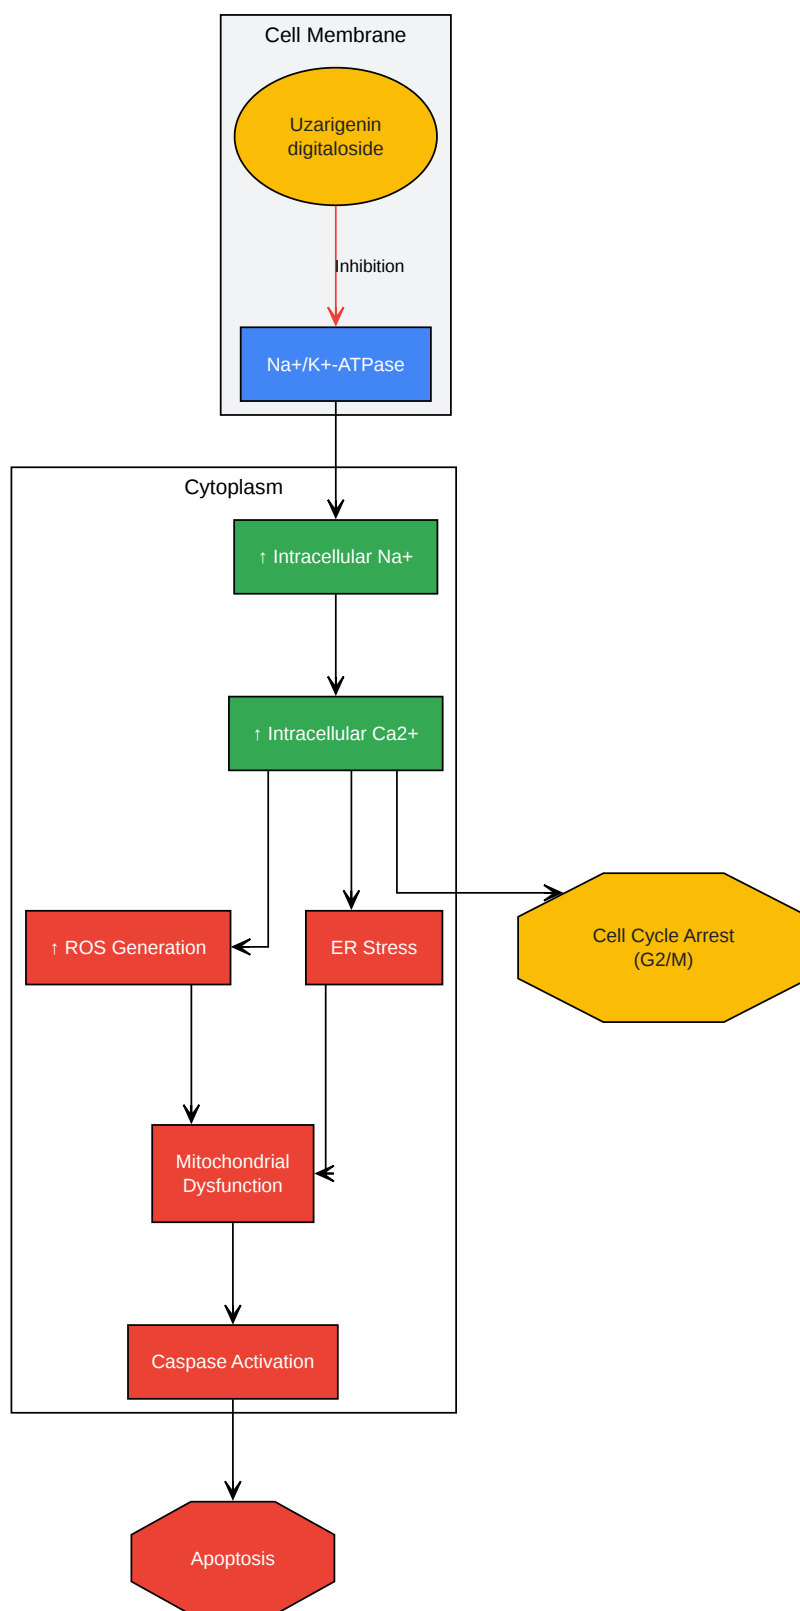 Cell Membrane
Uzarigenin
digitaloside
Inhibition
Na+/K+-ATPase
Cytoplasm
↑ Intracellular Na+
↑ Intracellular Ca2+
↑ ROS Generation
ER Stress
Cell Cycle Arrest
(G2/M)
Mitochondrial
Dysfunction
Caspase Activation
Apoptosis